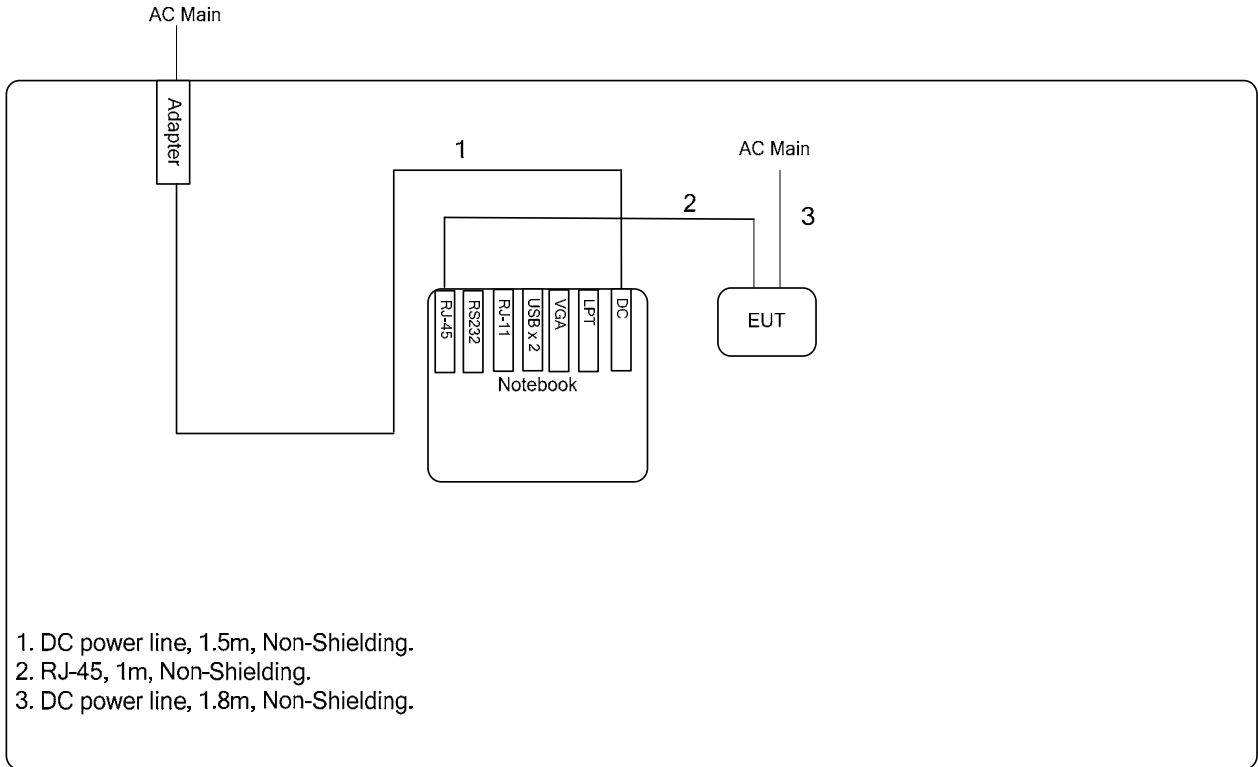 AC Main
Adapter
1
AC Main
2
3
RJ-45
RS232
RJ-11
USB x 2
VGA
LPT
DC
EUT
Notebook
1. DC power line, 1.5m, Non-Shielding.
2. RJ-45, 1m, Non-Shielding.
3. DC power line, 1.8m, Non-Shielding.